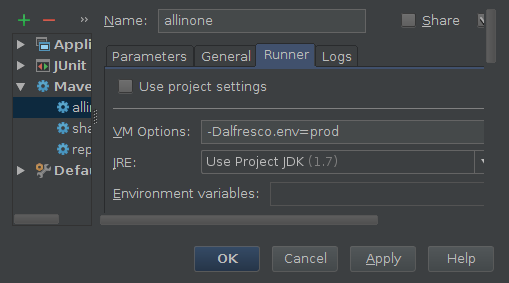 Name: allinone Share
Appli
JUnit
Mave
allin
sha
rep
Defau
Parameters General Runner Logs
Use project settings
VM Options: -Dalfresco.env=prod
JRE: Use Project JDK (1.7)
Environment variables:
OK Cancel Apply Help